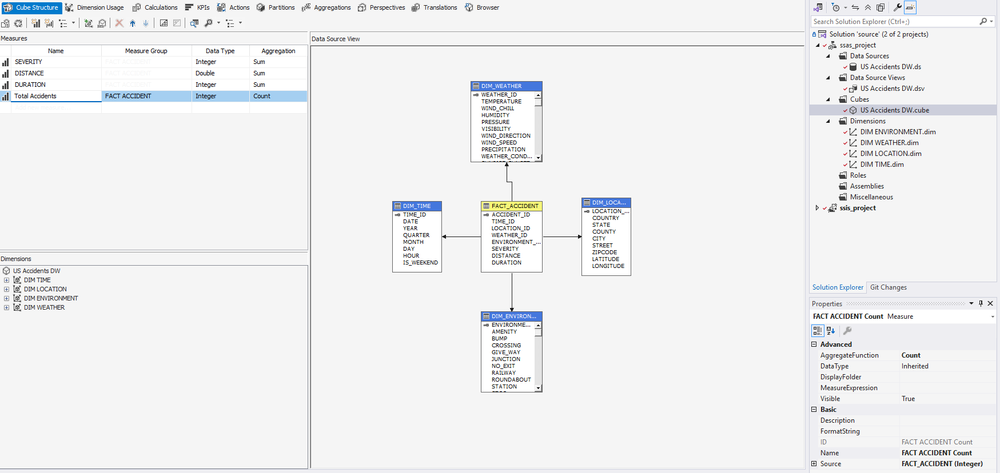 Cube Structure Dimension Usage Calculations KPIs Actions Partitions Aggregations Perspectives Translations Browser
Measures
Name Measure Group Data Type Aggregation
SEVERITY FACT ACCIDENT Integer Sum
DISTANCE FACT ACCIDENT Double Sum
DURATION FACT ACCIDENT Integer Sum
Total Accidents FACT ACCIDENT Integer Count
Add new measure...
Dimensions
US Accidents DW
DIM TIME
DIM LOCATION
DIM ENVIRONMENT
DIM WEATHER
Data Source View
DIM_WEATHER
WEATHER_ID
TEMPERATURE
WIND_CHILL
HUMIDITY
PRESSURE
VISIBILITY
WIND_DIRECTION
WIND_SPEED
PRECIPITATION
WEATHER_COND...
DIM_TIME
TIME_ID
DATE
YEAR
QUARTER
MONTH
DAY
HOUR
IS_WEEKEND
FACT_ACCIDENT
ACCIDENT_ID
TIME_ID
LOCATION_ID
WEATHER_ID
ENVIRONMENT_...
SEVERITY
DISTANCE
DURATION
DIM_LOCA...
LOCATION_...
COUNTRY
STATE
COUNTY
CITY
STREET
ZIPCODE
LATITUDE
LONGITUDE
DIM_ENVIRON...
ENVIRONME...
AMENITY
BUMP
CROSSING
GIVE_WAY
JUNCTION
NO_EXIT
RAILWAY
ROUNDABOUT
STATION
Search Solution Explorer (Ctrl+;)
Solution 'source' (2 of 2 projects)
ssas_project
Data Sources
US Accidents DW.ds
Data Source Views
US Accidents DW.dsv
Cubes
US Accidents DW.cube
Dimensions
DIM ENVIRONMENT.dim
DIM WEATHER.dim
DIM LOCATION.dim
DIM TIME.dim
Roles
Assemblies
Miscellaneous
ssis_project
Solution Explorer Git Changes
Properties
FACT ACCIDENT Count Measure
Advanced
AggregateFunction Count
DataType Inherited
DisplayFolder
MeasureExpression
Visible True
Basic
Description
FormatString
ID FACT ACCIDENT Count
Name FACT ACCIDENT Count
Source FACT_ACCIDENT (Integer)